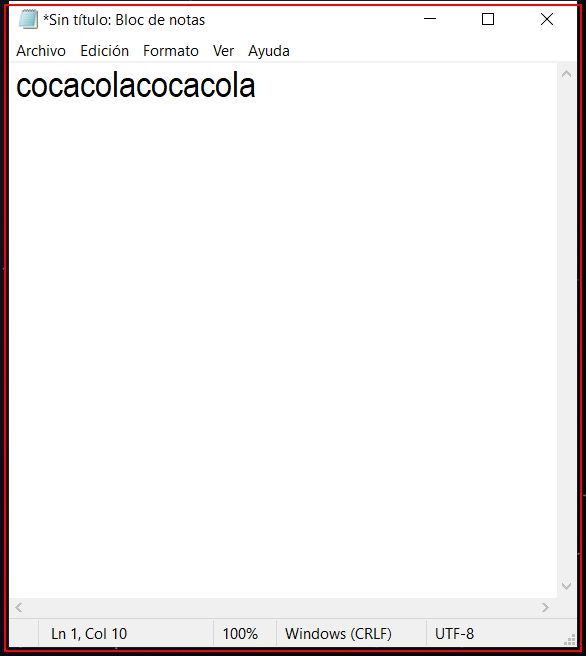 *Sin título: Bloc de notas
Archivo Edición Formato Ver Ayuda
cocacolacocacola
Ln 1, Col 10 100% Windows (CRLF) UTF-8